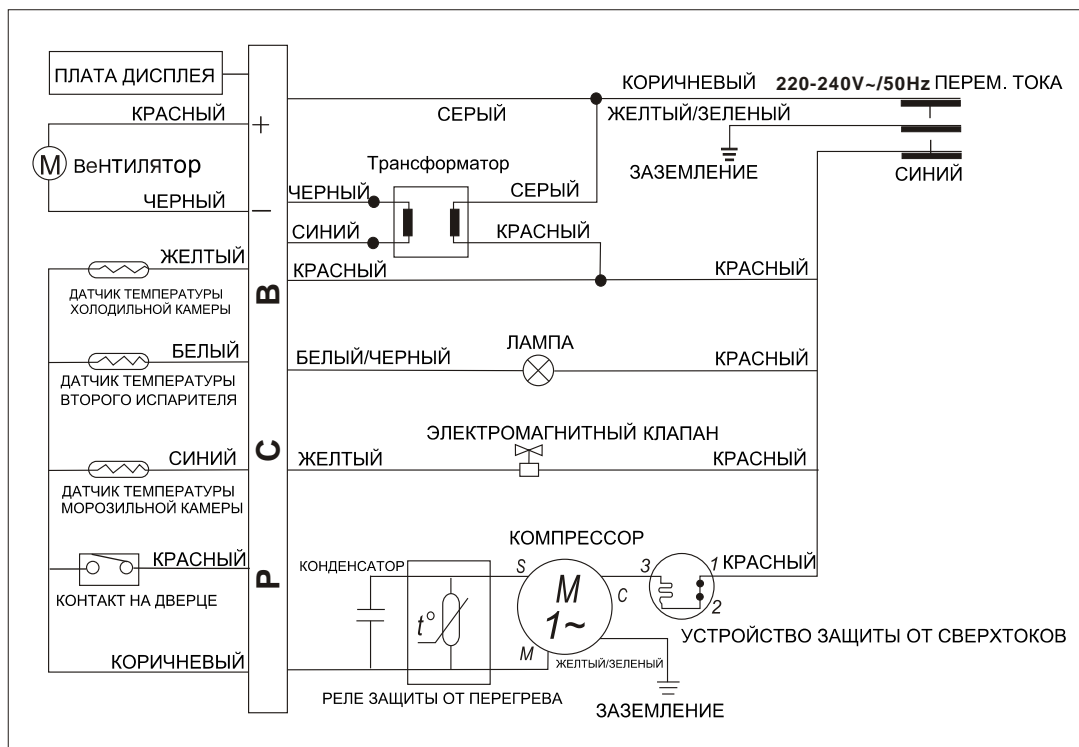 ПЛАТА ДИСПЛЕЯ
КОРИЧНЕВЫЙ 220-240V~/50Hz ПЕРЕМ. ТОКА
КРАСНЫЙ
+
СЕРЫЙ
ЖЕЛТЫЙ/ЗЕЛЕНЫЙ
M ВеНТИЛЯТОР
Трансформатор
ЗАЗЕМЛЕНИЕ
СИНИЙ
ЧЕРНЫЙ
–
ЧЕРНЫЙ
СЕРЫЙ
СИНИЙ
КРАСНЫЙ
ЖЕЛТЫЙ
КРАСНЫЙ
КРАСНЫЙ
ДАТЧИК ТЕМПЕРАТУРЫ
ХОЛОДИЛЬНОЙ КАМЕРЫ
P C B
БЕЛЫЙ
БЕЛЫЙ/ЧЕРНЫЙ
ЛАМПА
КРАСНЫЙ
ДАТЧИК ТЕМПЕРАТУРЫ
ВТОРОГО ИСПАРИТЕЛЯ
ЭЛЕКТРОМАГНИТНЫЙ КЛАПАН
СИНИЙ
ЖЕЛТЫЙ
КРАСНЫЙ
ДАТЧИК ТЕМПЕРАТУРЫ
МОРОЗИЛЬНОЙ КАМЕРЫ
КОМПРЕССОР
КРАСНЫЙ
КОНДЕНСАТОР
S
M
1~
C
3
1
2
КРАСНЫЙ
КОНТАКТ НА ДВЕРЦЕ
t°
УСТРОЙСТВО ЗАЩИТЫ ОТ СВЕРХТОКОВ
M
КОРИЧНЕВЫЙ
ЖЕЛТЫЙ/ЗЕЛЕНЫЙ
РЕЛЕ ЗАЩИТЫ ОТ ПЕРЕГРЕВА
ЗАЗЕМЛЕНИЕ